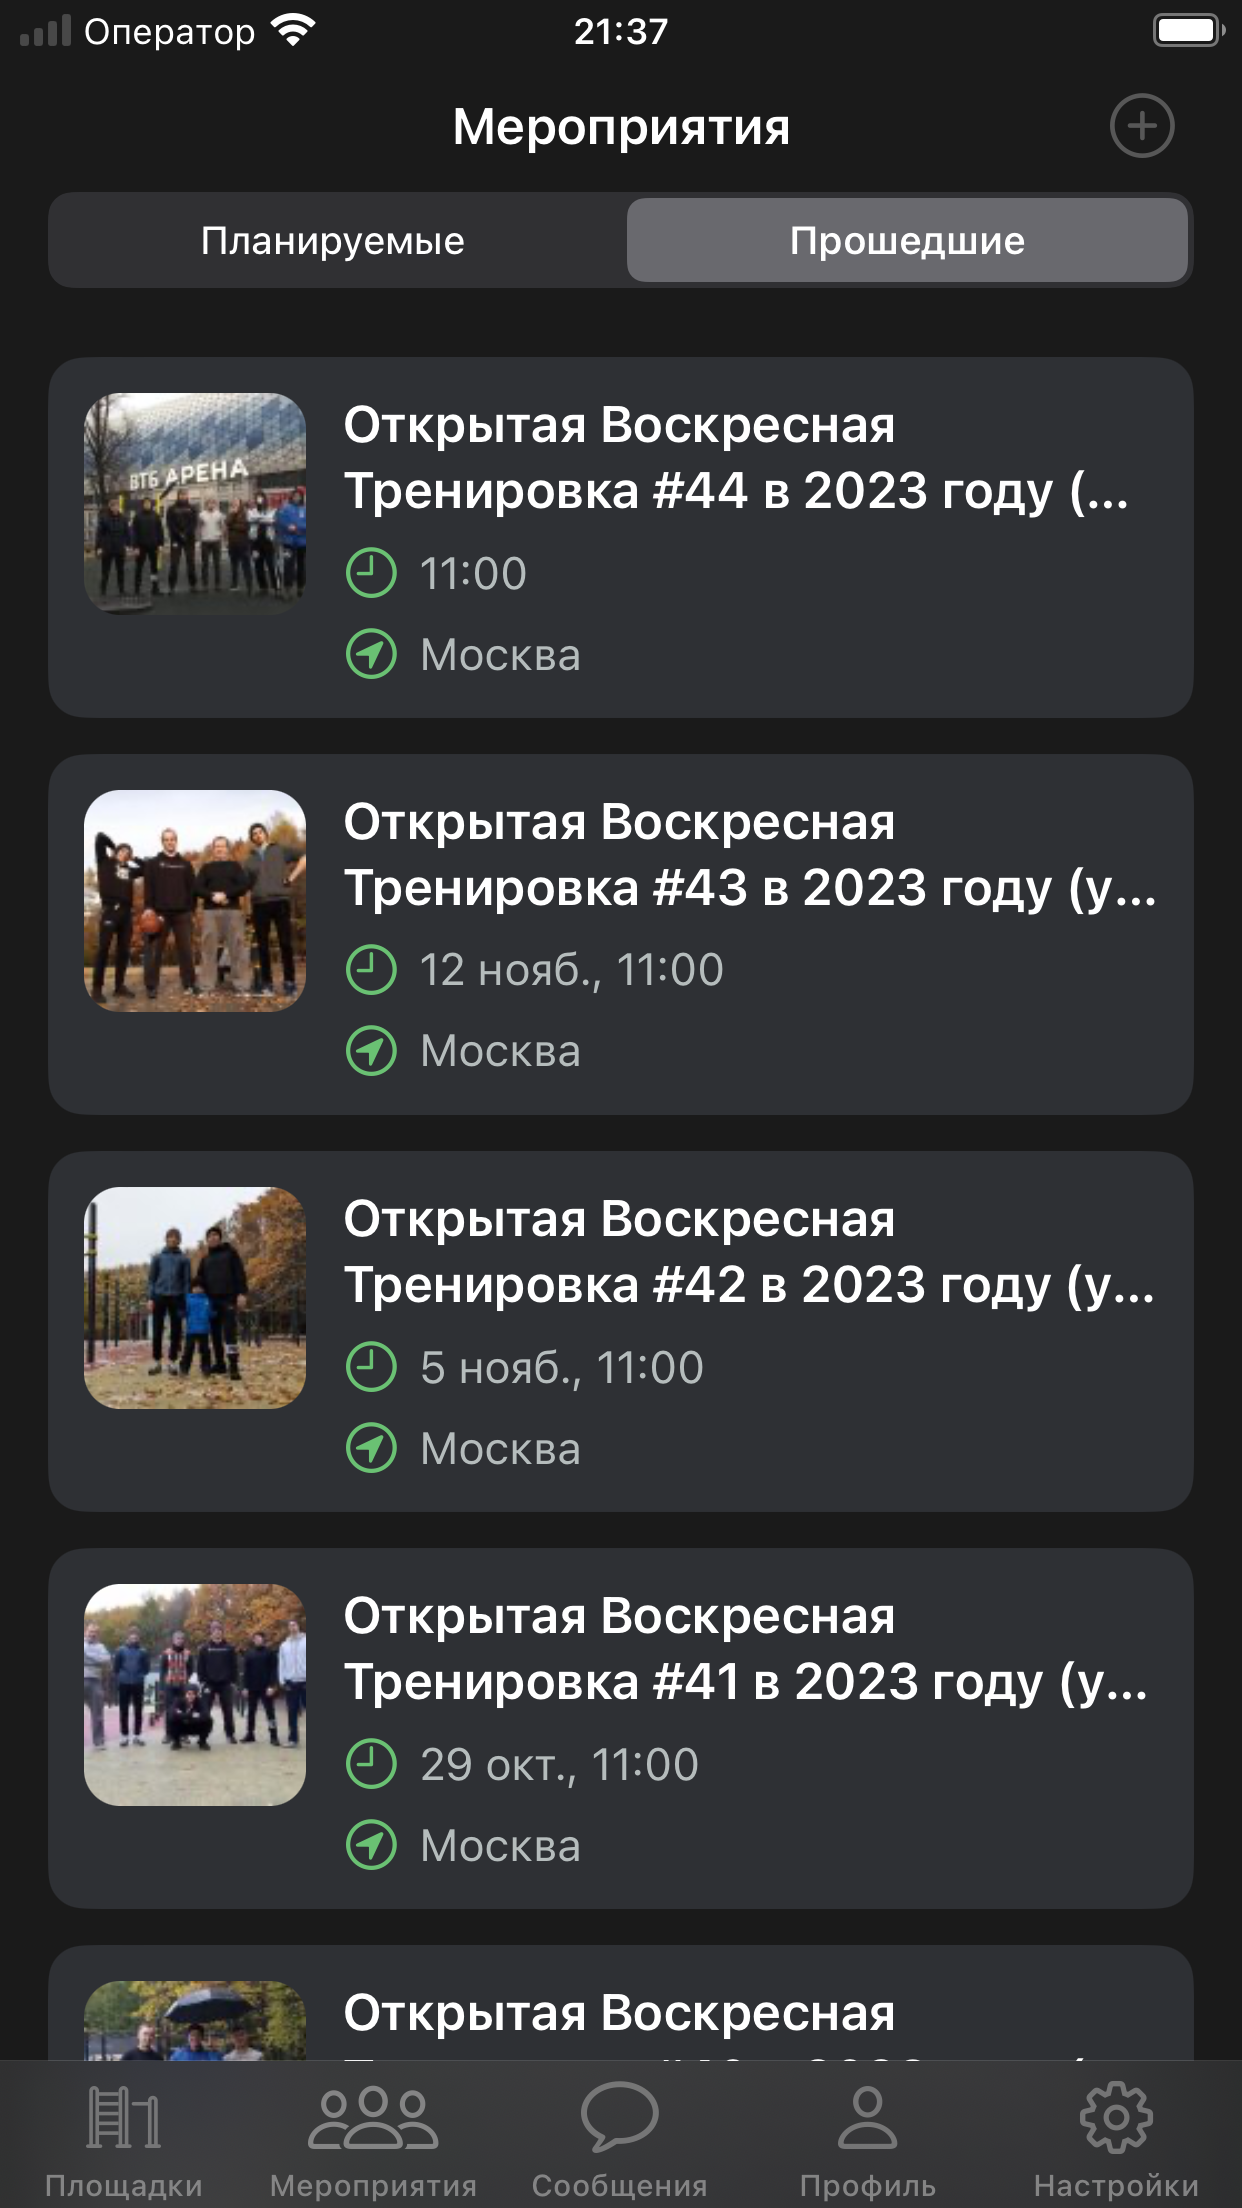 Оператор 21:37
Мероприятия
Планируемые Прошедшие
ВТБ АРЕНА
Открытая Воскресная
Тренировка #44 в 2023 году (...
11:00
Москва
Открытая Воскресная
Тренировка #43 в 2023 году (у...
12 нояб., 11:00
Москва
Открытая Воскресная
Тренировка #42 в 2023 году (у...
5 нояб., 11:00
Москва
Открытая Воскресная
Тренировка #41 в 2023 году (у...
29 окт., 11:00
Москва
Открытая Воскресная
Площадки Мероприятия Сообщения Профиль Настройки